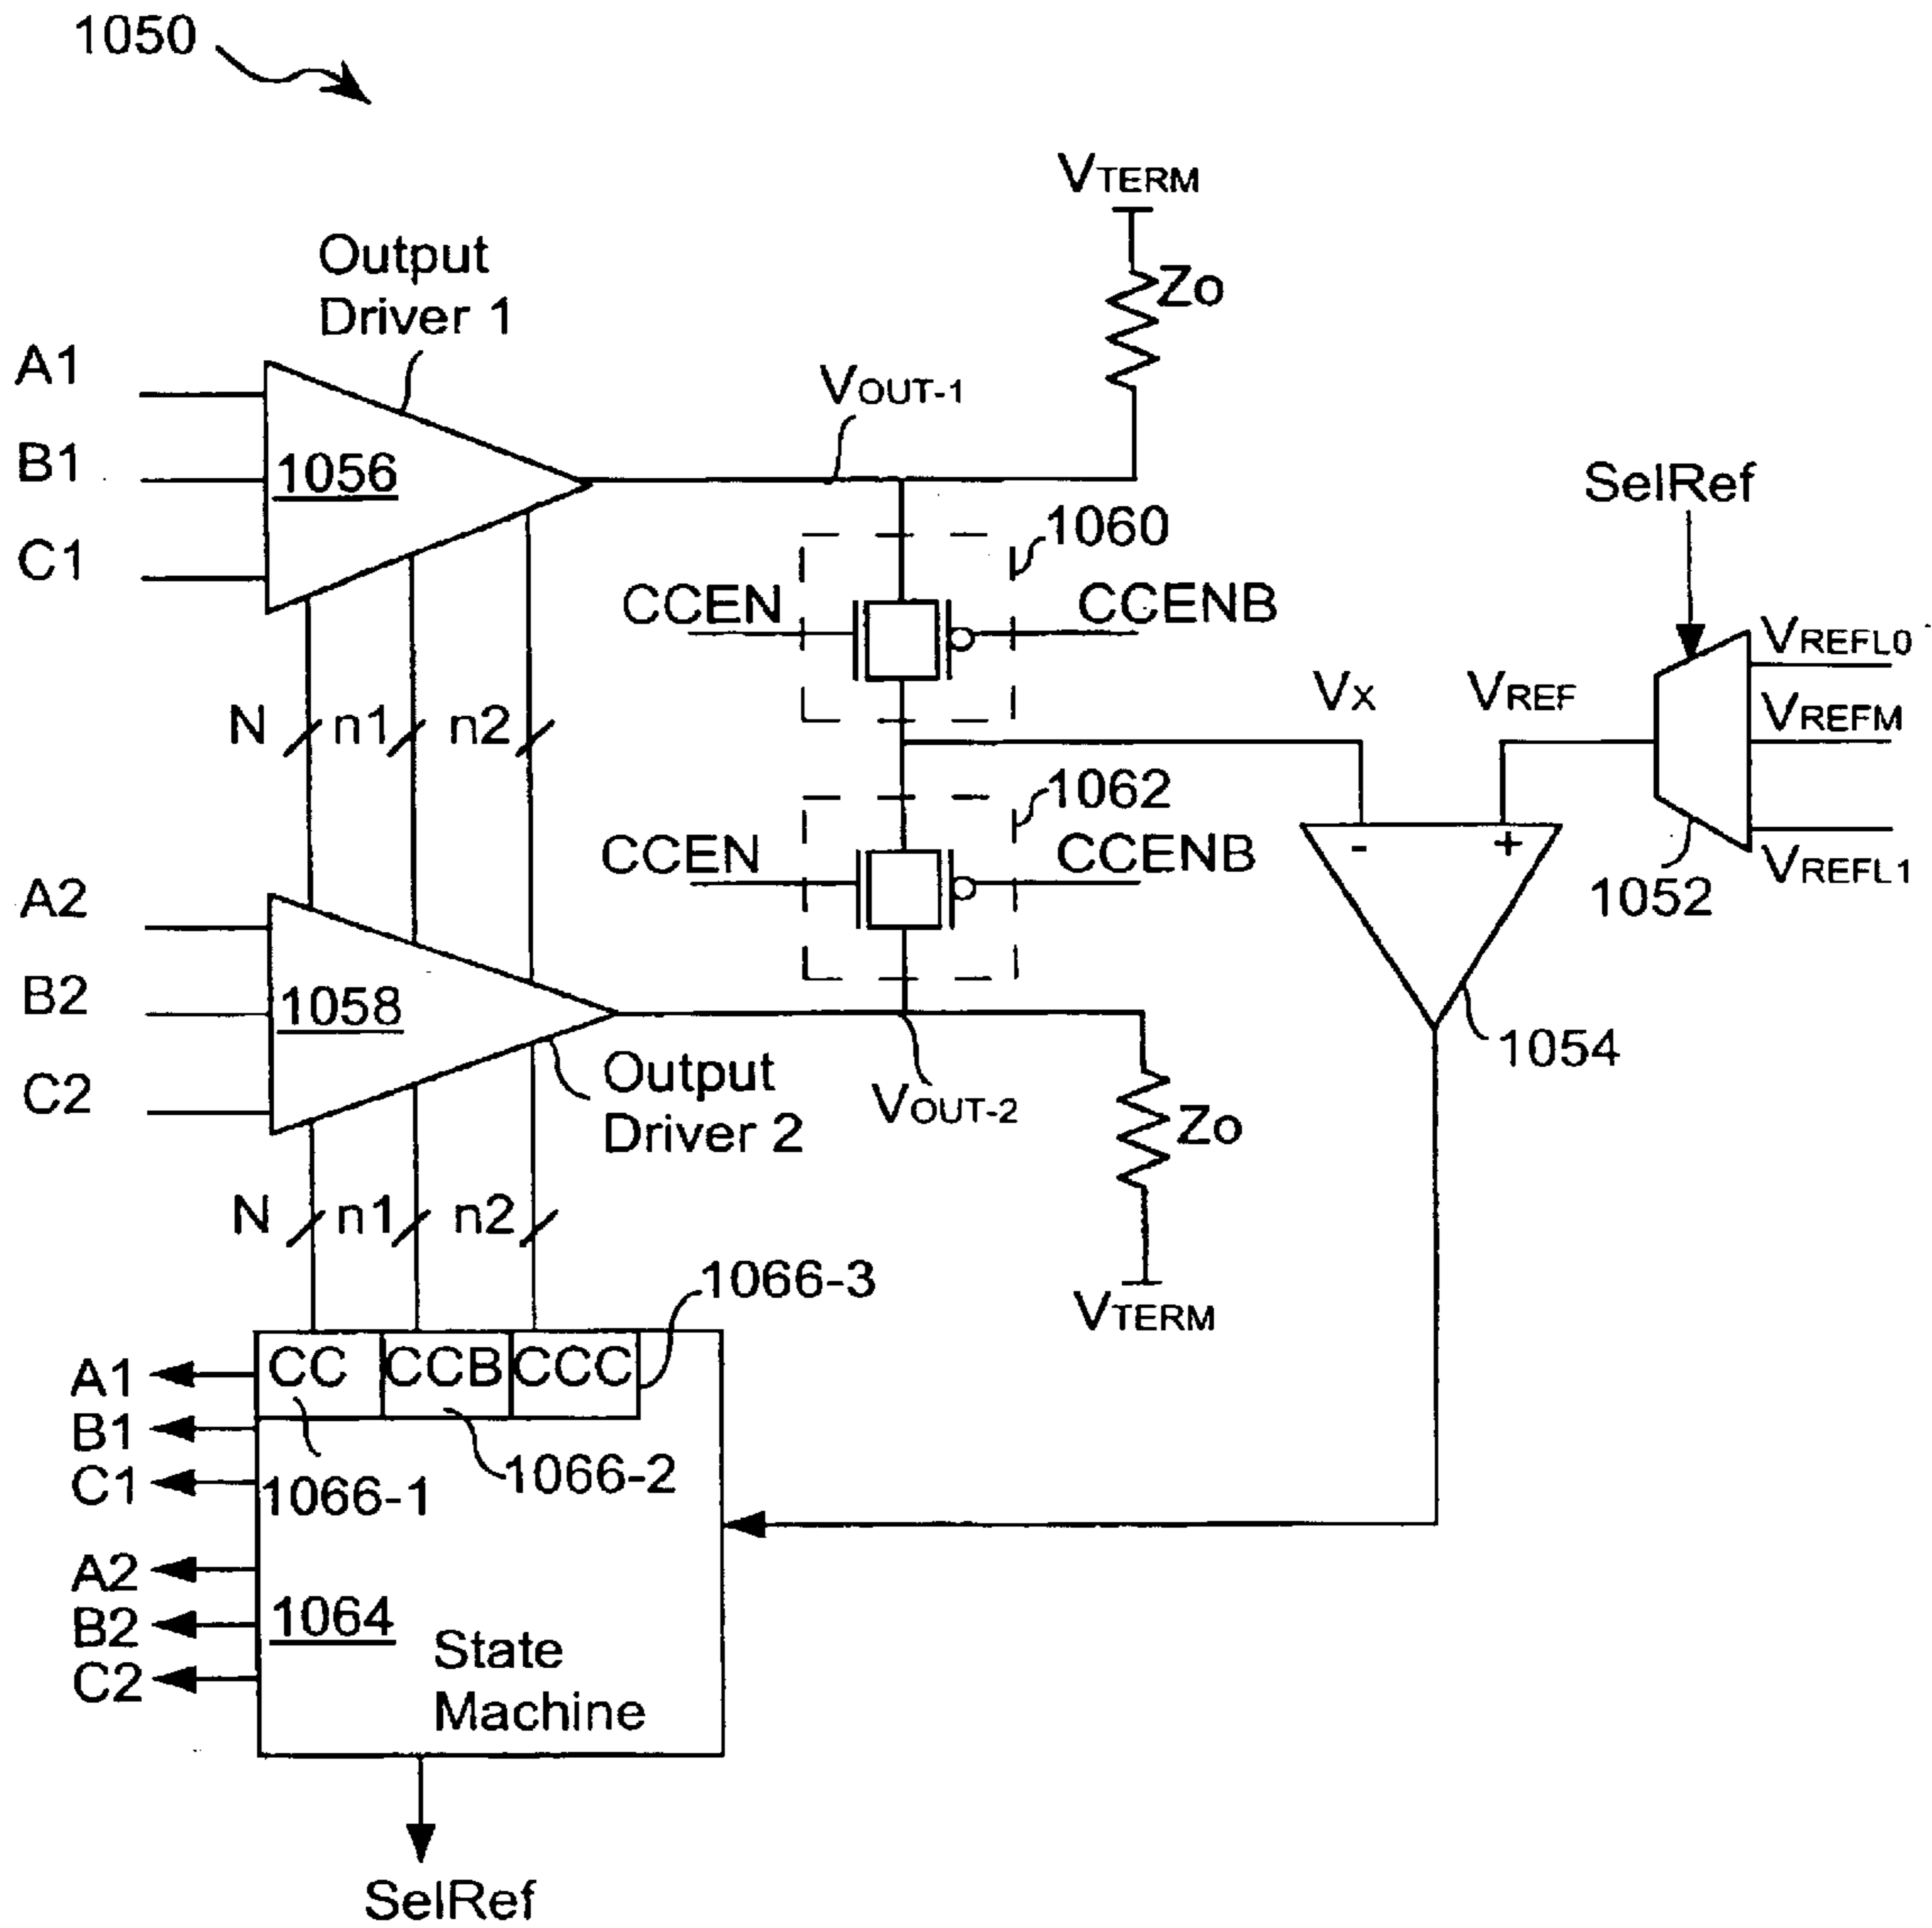 1050
VTERM
Output
Driver 1
Zo
A1
VOUT-1
B1
1056
SelRef
C1
1060
CCEN
CCENB
VREFL0
N
n1
n2
VX
VREF
VREFM
1062
CCEN
CCENB
-
+
VREFL1
A2
1052
B2
1058
C2
Output
Driver 2
VOUT-2
Zo
1054
N
n1
n2
1066-3
VTERM
A1
CC
CCB
CCC
B1
C1
1066-1
1066-2
A2
B2
1064
State
Machine
C2
SelRef